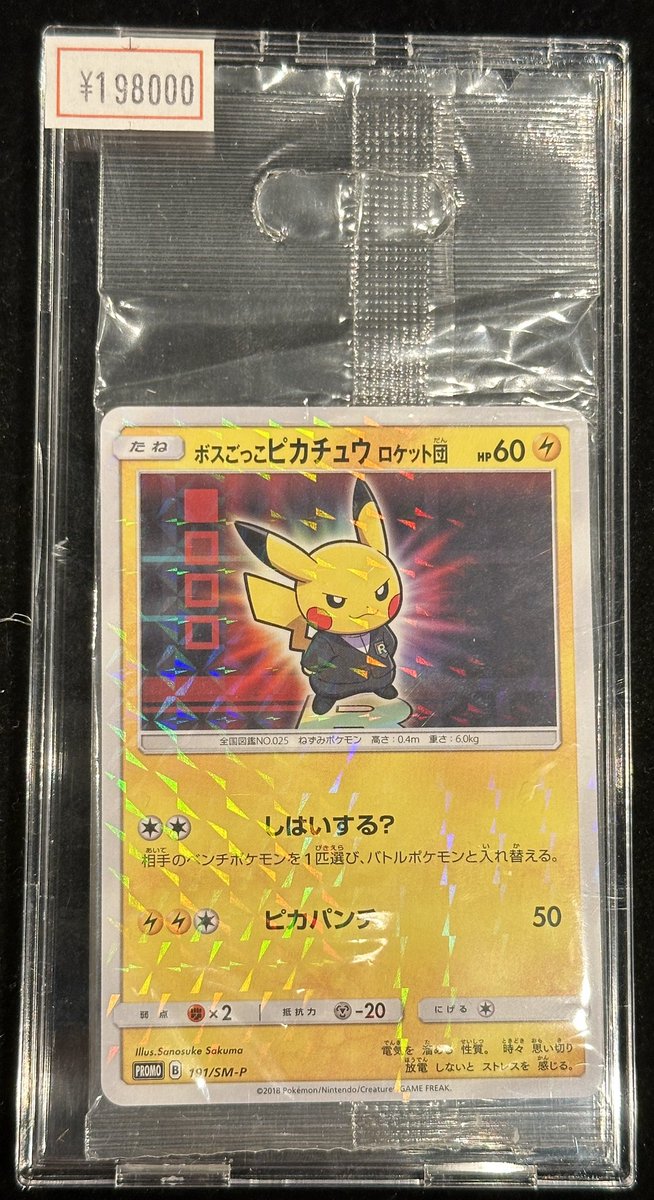 ¥198000
たね ボスごっこピカチュウ ロケット団 HP60
R
全国図鑑NO.025 ねずみポケモン 高さ：0.4m 重さ：6.0kg
しはいする？
相手のベンチポケモンを1匹選び、バトルポケモンと入れ替える。
ピカパンチ 50
弱点 ×2 抵抗力 -20 にげる
Illus.Sanosuke Sakuma
電気を 溜める 性質。 時々 思い切り
放電 しないと ストレスを 感じる。
PROMO B 191/SM-P
©2018 Pokémon/Nintendo/Creatures/GAME FREAK.